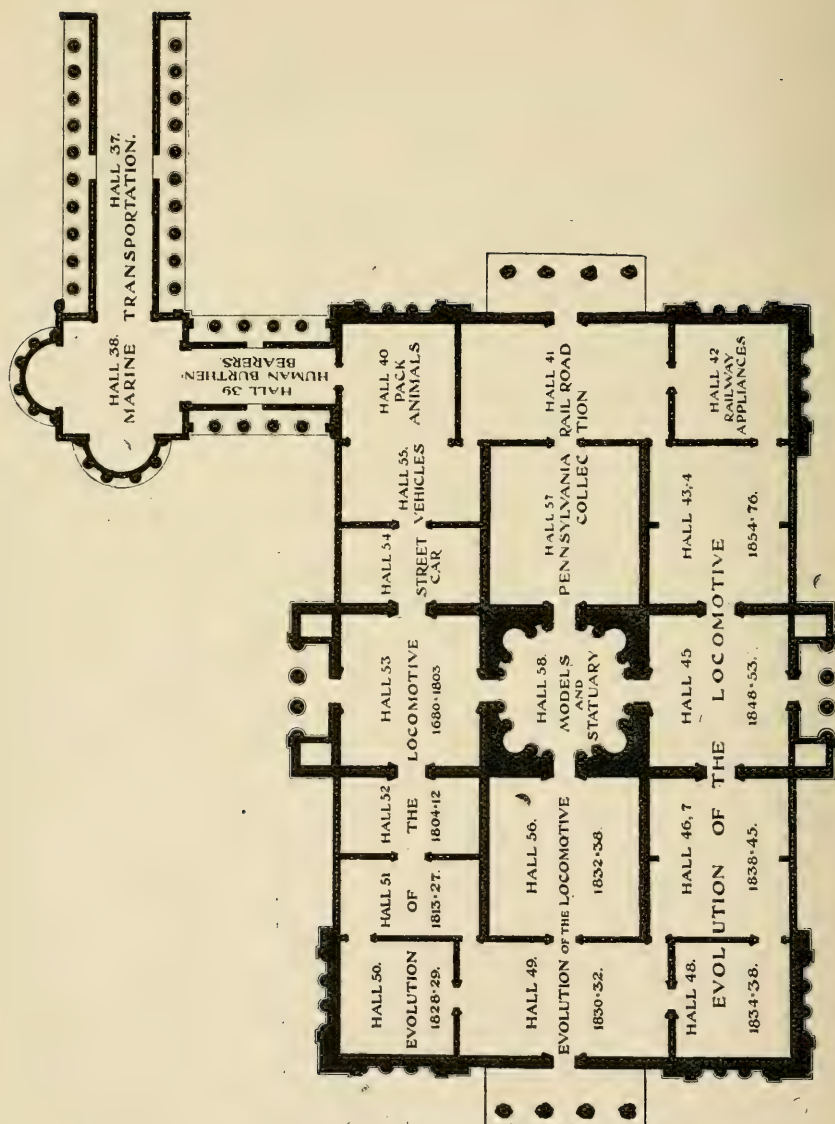 HALL 37.
HALL 38.
MARINE TRANSPORTATION.
HALL 39
HUMAN BURTHEN-
BEARERS.
HALL 40
PACK
ANIMALS
HALL 55.
VEHICLES
HALL 54
STREET
CAR
HALL 53
1680-1803
HALL 52
1804-12
HALL 51
1813-27.
HALL 50.
1828-29.
EVOLUTION OF THE LOCOMOTIVE
HALL 41
HALL 57
PENNSYLVANIA RAIL ROAD
COLLECTION
HALL 58.
MODELS
AND
STATUARY
HALL 56.
1832-38.
HALL 49.
1830-32.
EVOLUTION OF THE LOCOMOTIVE
HALL 42
RAILWAY
APPLIANCES
HALL 43,-4
1854-76.
HALL 45
1848-53.
HALL 46, 7
1838-45.
HALL 48.
1834-38.
EVOLUTION OF THE LOCOMOTIVE